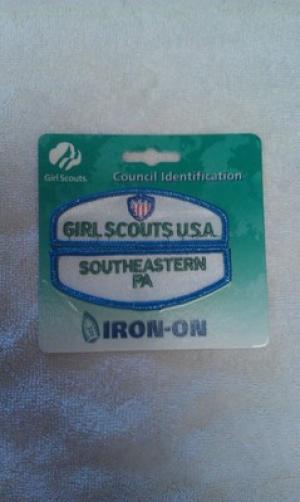 Girl Scouts.
Council Identification
GIRL SCOUTS U.S.A.
SOUTHEASTERN
PA
IRON-ON